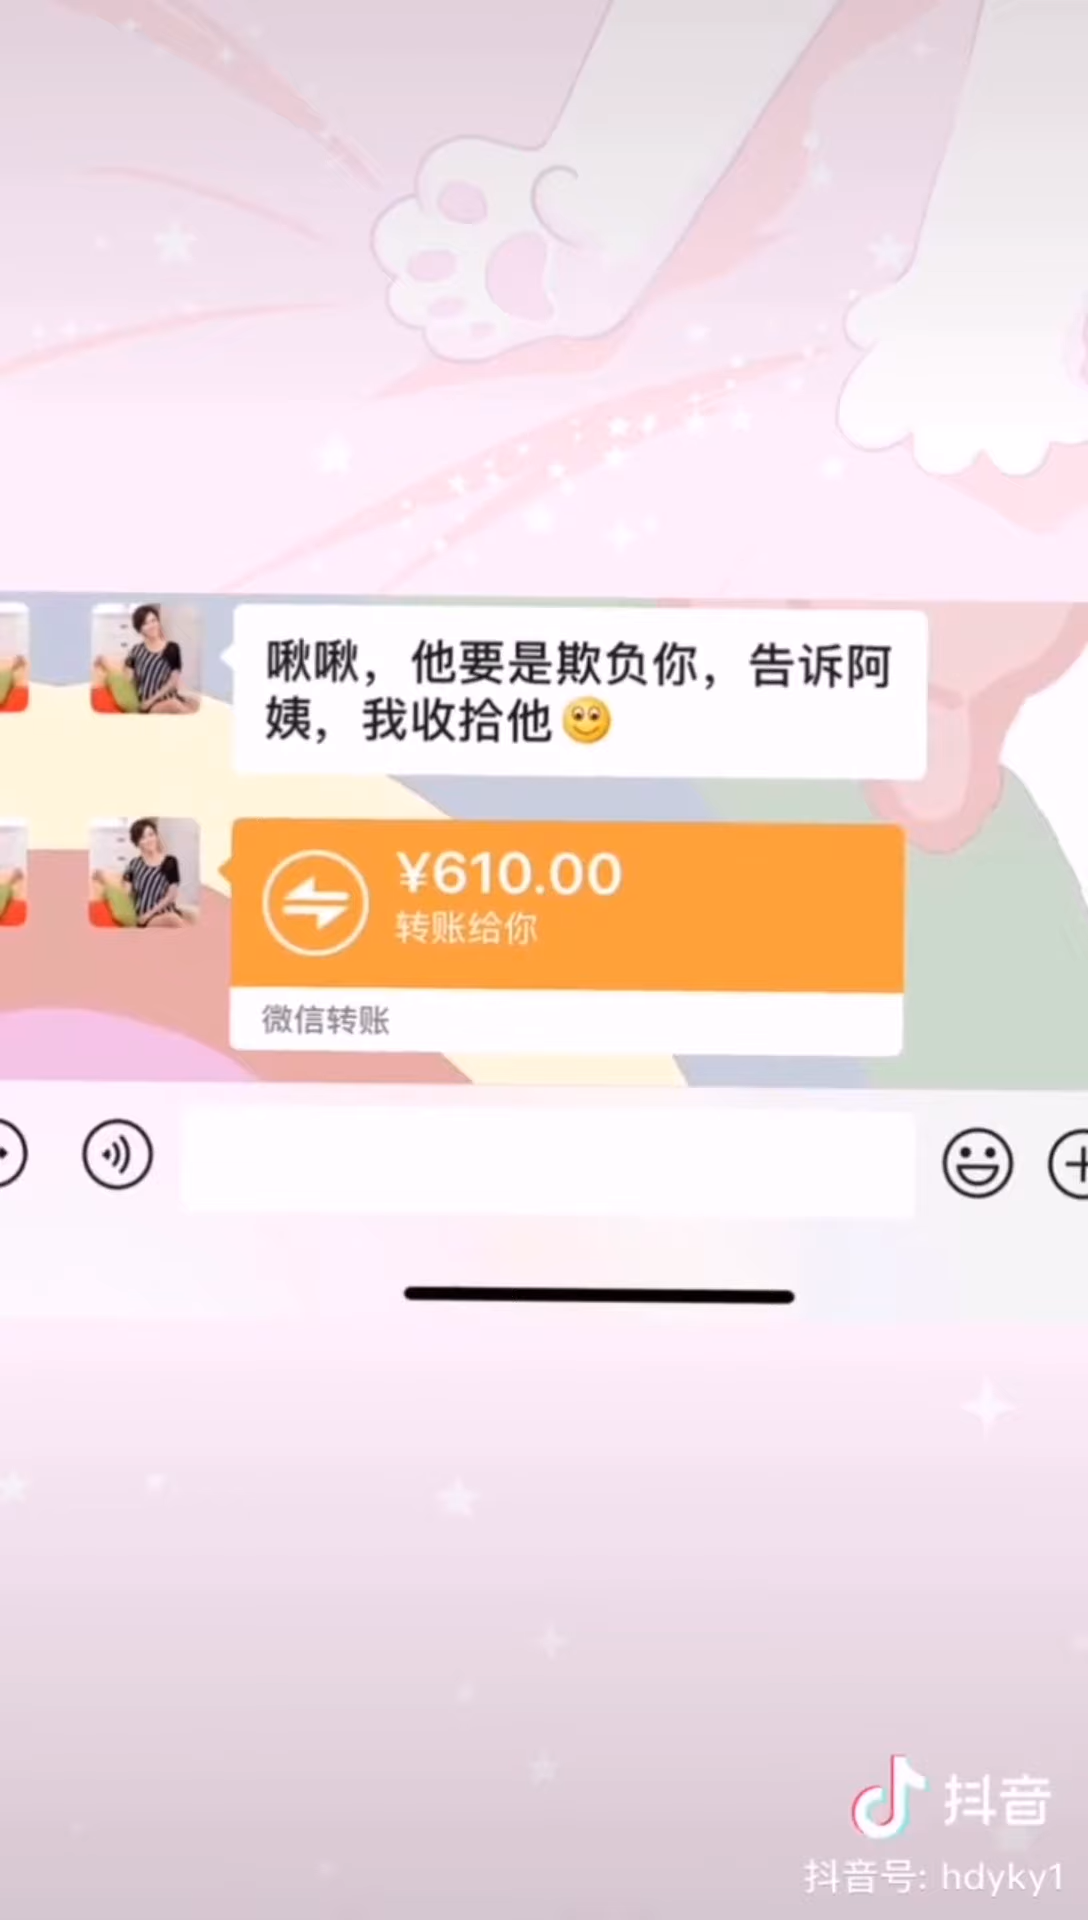 啾啾，他要是欺负你，告诉阿
姨，我收拾他
¥610.00
转账给你
微信转账
抖音
抖音号: hdyky1